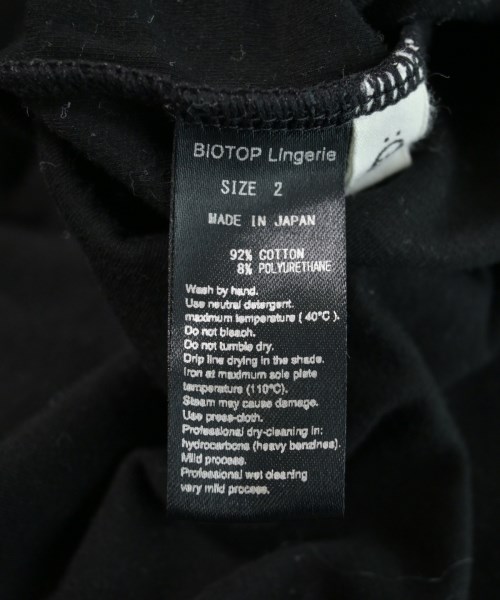 BIOTOP Lingerie
SIZE 2
MADE IN JAPAN
92% COTTON
8% POLYURETHANE
Wash by hand.
Use neutral detergent.
maximum temperature ( 40°C ).
Do not bleach.
Do not tumble dry.
Drip line drying in the shade.
Iron at maximum sole plate
temperature (110°C).
Steam may cause damage.
Use press-cloth.
Professional dry-cleaning in:
hydrocarbons (heavy benzines).
Mild process.
Professional wet cleaning
very mild process.